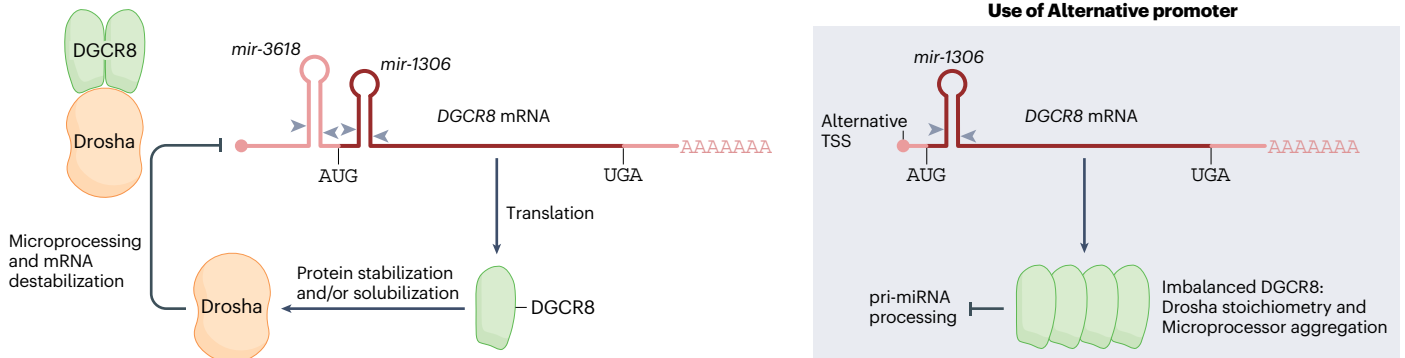 DGCR8
Drosha
mir-3618
mir-1306
DGCR8 mRNA
AAAAAAA
AUG
UGA
Translation
Microprocessing
and mRNA
destabilization
Drosha
Protein stabilization
and/or solubilization
DGCR8
Use of Alternative promoter
mir-1306
Alternative
TSS
DGCR8 mRNA
AAAAAAA
AUG
UGA
pri-miRNA
processing
Imbalanced DGCR8:
Drosha stoichiometry and
Microprocessor aggregation